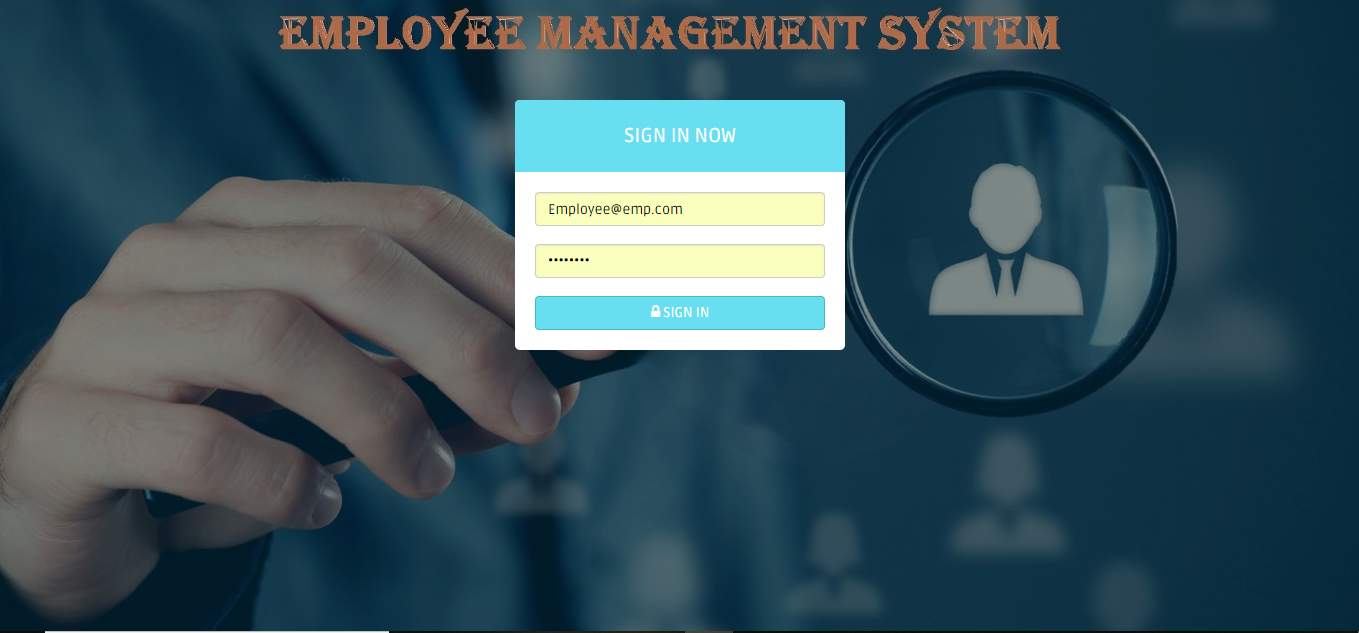 EMPLOYEE MANAGEMENT SYSTEM
SIGN IN NOW
Employee@emp.com
••••••••
SIGN IN